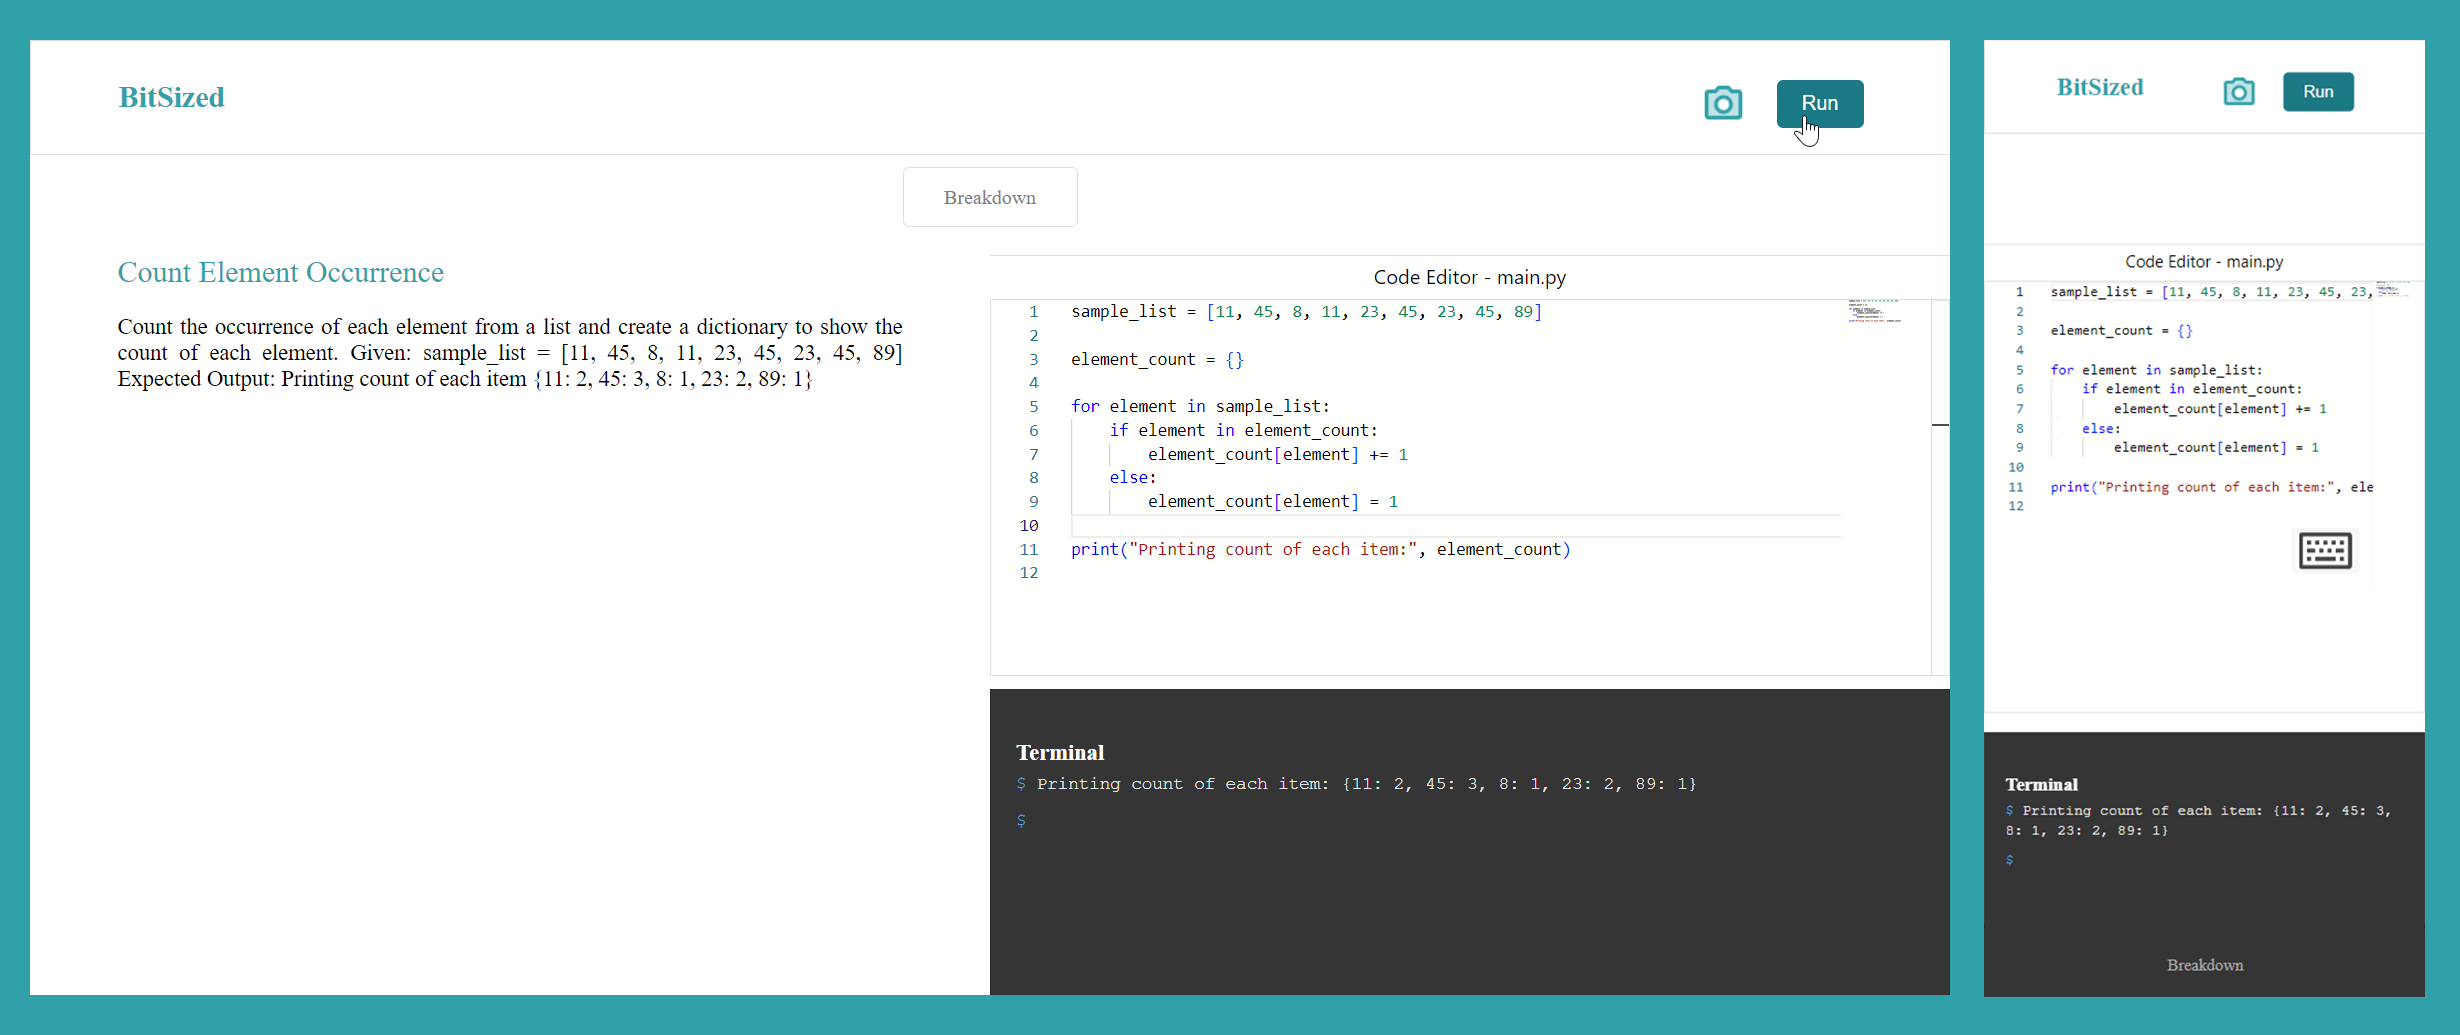 BitSized
Run
Breakdown
Count Element Occurrence
Count the occurrence of each element from a list and create a dictionary to show the
count of each element. Given: sample_list = [11, 45, 8, 11, 23, 45, 23, 45, 89]
Expected Output: Printing count of each item {11: 2, 45: 3, 8: 1, 23: 2, 89: 1}
Code Editor - main.py
1 sample_list = [11, 45, 8, 11, 23, 45, 23, 45, 89]
2
3 element_count = {}
4
5 for element in sample_list:
6 if element in element_count:
7 element_count[element] += 1
8 else:
9 element_count[element] = 1
10
11 print("Printing count of each item:", element_count)
12
Terminal
$ Printing count of each item: {11: 2, 45: 3, 8: 1, 23: 2, 89: 1}
$
BitSized
Run
Code Editor - main.py
1 sample_list = [11, 45, 8, 11, 23, 45, 23,
2
3 element_count = {}
4
5 for element in sample_list:
6 if element in element_count:
7 element_count[element] += 1
8 else:
9 element_count[element] = 1
10
11 print("Printing count of each item:", ele
12
Terminal
$ Printing count of each item: {11: 2, 45: 3,
8: 1, 23: 2, 89: 1}
$
Breakdown